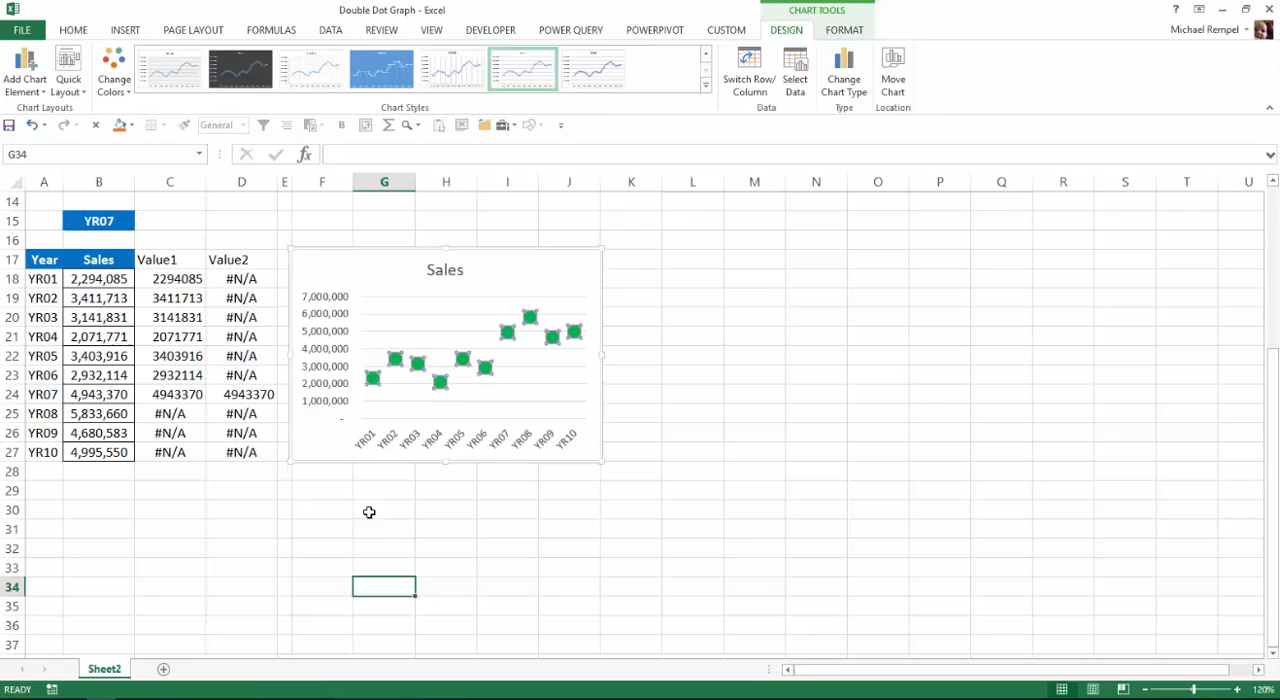 Double Dot Graph - Excel
CHART TOOLS
?
FILE HOME INSERT PAGE LAYOUT FORMULAS DATA REVIEW VIEW DEVELOPER POWER QUERY POWERPIVOT CUSTOM DESIGN FORMAT
Michael Rempel
Add Chart Element
Quick Layout
Change Colors
Switch Row/ Column
Select Data
Change Chart Type
Move Chart
Chart Layouts Chart Styles Data Type Location
General
B
G34 fx
A B C D E F G H I J K L M N O P Q R S T U
14
15 YR07
16
17 Year Sales Value1 Value2
18 YR01 2,294,085 2294085 #N/A
19 YR02 3,411,713 3411713 #N/A
20 YR03 3,141,831 3141831 #N/A
21 YR04 2,071,771 2071771 #N/A
22 YR05 3,403,916 3403916 #N/A
23 YR06 2,932,114 2932114 #N/A
24 YR07 4,943,370 4943370 4943370
25 YR08 5,833,660 #N/A #N/A
26 YR09 4,680,583 #N/A #N/A
27 YR10 4,995,550 #N/A #N/A
28
29
30
31
32
33
34
35
36
37
Sales
7,000,000
6,000,000
5,000,000
4,000,000
3,000,000
2,000,000
1,000,000
-
YR01 YR02 YR03 YR04 YR05 YR06 YR07 YR08 YR09 YR10
Sheet2
READY
120%